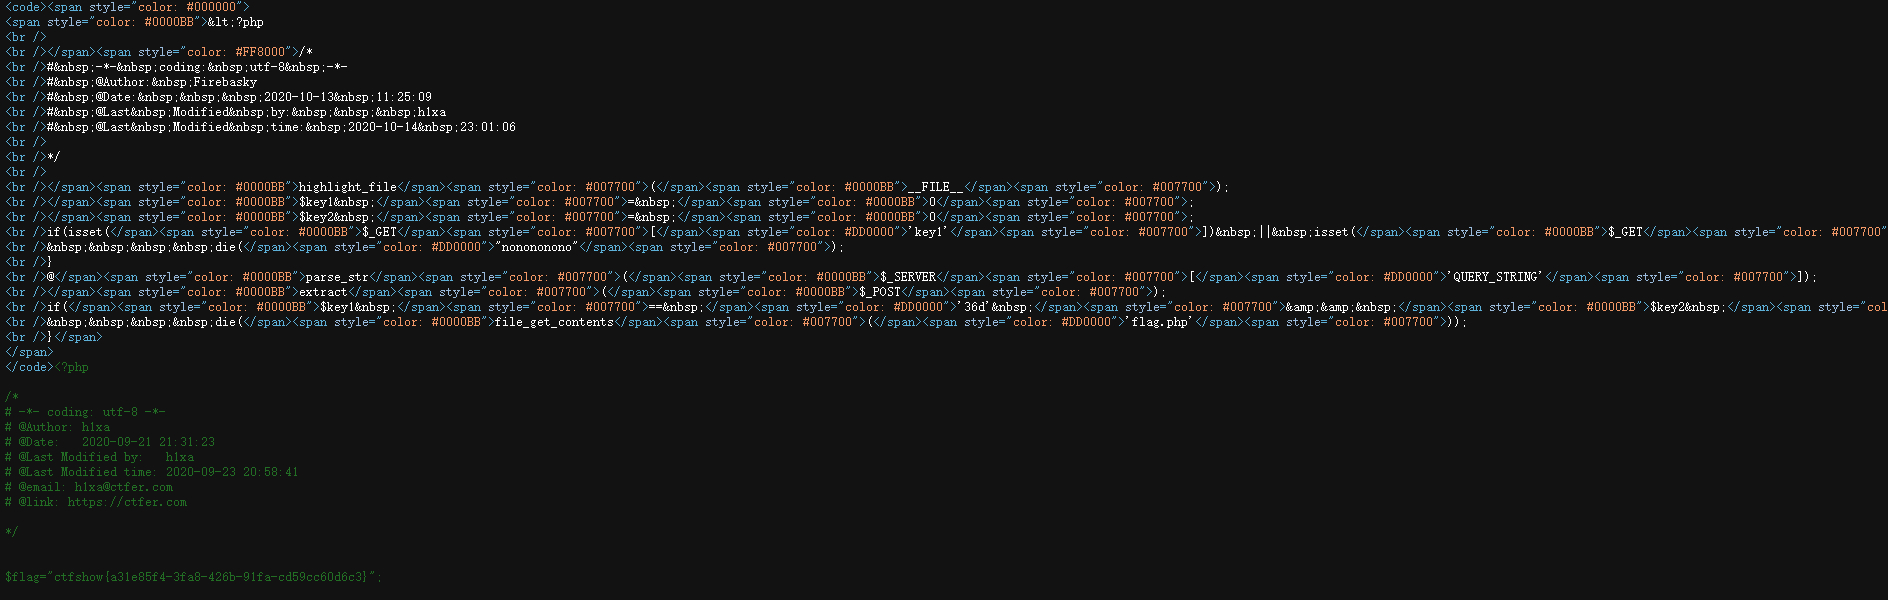 <code><span style="color: #000000">
<span style="color: #0000BB">&lt;?php
<br />
<br /></span><span style="color: #FF8000">/*
<br />#&nbsp;-*-&nbsp;coding:&nbsp;utf-8&nbsp;-*-
<br />#&nbsp;@Author:&nbsp;Firebasky
<br />#&nbsp;@Date:&nbsp;&nbsp;&nbsp;2020-10-13&nbsp;11:25:09
<br />#&nbsp;@Last&nbsp;Modified&nbsp;by:&nbsp;&nbsp;&nbsp;h1xa
<br />#&nbsp;@Last&nbsp;Modified&nbsp;time:&nbsp;2020-10-14&nbsp;23:01:06
<br />
<br />*/
<br />
<br /></span><span style="color: #0000BB">highlight_file</span><span style="color: #007700">(</span><span style="color: #0000BB">__FILE__</span><span style="color: #007700">);
<br /></span><span style="color: #0000BB">$key1&nbsp;</span><span style="color: #007700">=&nbsp;</span><span style="color: #0000BB">0</span><span style="color: #007700">;
<br /></span><span style="color: #0000BB">$key2&nbsp;</span><span style="color: #007700">=&nbsp;</span><span style="color: #0000BB">0</span><span style="color: #007700">;
<br />if(isset(</span><span style="color: #0000BB">$_GET</span><span style="color: #007700">[</span><span style="color: #DD0000">'key1'</span><span style="color: #007700">])&nbsp;||&nbsp;isset(</span><span style="color: #0000BB">$_GET</span><span style="color: #007700"
<br />&nbsp;&nbsp;&nbsp;&nbsp;die(</span><span style="color: #DD0000">"nonononono"</span><span style="color: #007700">);
<br />}
<br />@</span><span style="color: #0000BB">parse_str</span><span style="color: #007700">(</span><span style="color: #0000BB">$_SERVER</span><span style="color: #007700">[</span><span style="color: #DD0000">'QUERY_STRING'</span><span style="color: #007700">]);
<br /></span><span style="color: #0000BB">extract</span><span style="color: #007700">(</span><span style="color: #0000BB">$_POST</span><span style="color: #007700">);
<br />if(</span><span style="color: #0000BB">$key1&nbsp;</span><span style="color: #007700">==&nbsp;</span><span style="color: #DD0000">'36d'&nbsp;</span><span style="color: #007700">&amp;&amp;&nbsp;</span><span style="color: #0000BB">$key2&nbsp;</span><span style="col
<br />&nbsp;&nbsp;&nbsp;&nbsp;die(</span><span style="color: #0000BB">file_get_contents</span><span style="color: #007700">(</span><span style="color: #DD0000">'flag.php'</span><span style="color: #007700">));
<br />}</span>
</span>
</code><?php
/*
# -*- coding: utf-8 -*-
# @Author: h1xa
# @Date:   2020-09-21 21:31:23
# @Last Modified by:   h1xa
# @Last Modified time: 2020-09-23 20:58:41
# @email: h1xa@ctfer.com
# @link: https://ctfer.com
*/
$flag="ctfshow{a31e85f4-3fa8-426b-91fa-cd59cc60d6c3}";